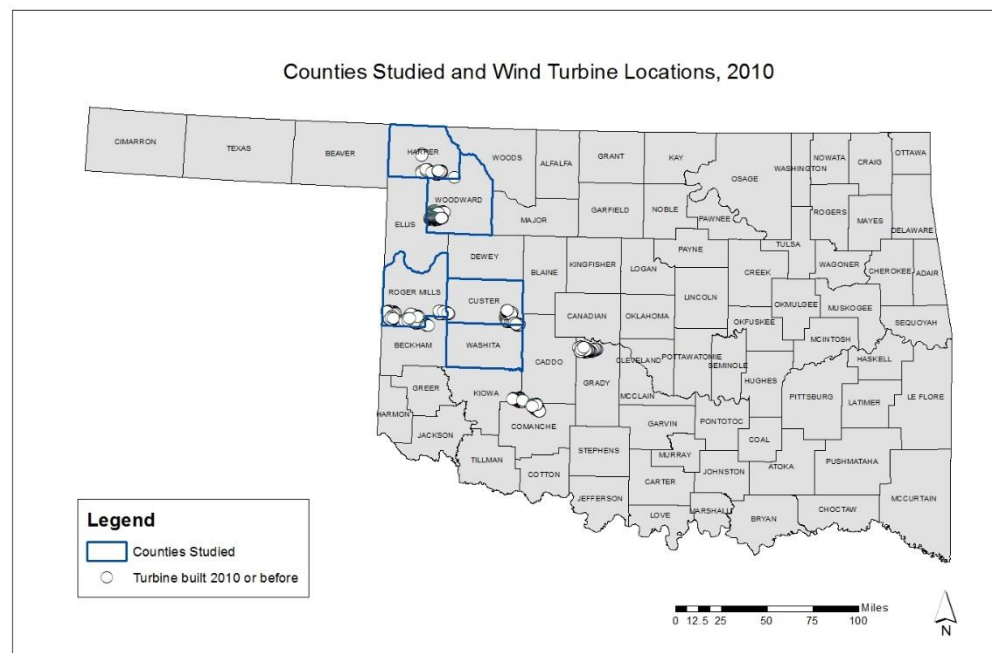 Counties Studied and Wind Turbine Locations, 2010
CIMARRON
TEXAS
BEAVER
HARPER
WOODS
ALFALFA
GRANT
KAY
OSAGE
WASHINGTON
NOWATA
CRAIG
OTTAWA
ELLIS
WOODWARD
MAJOR
GARFIELD
NOBLE
PAWNEE
ROGERS
MAYES
DELAWARE
ROGER MILLS
DEWEY
BLAINE
KINGFISHER
LOGAN
PAYNE
CREEK
TULSA
WAGONER
CHEROKEE
ADAIR
CUSTER
CANADIAN
OKLAHOMA
LINCOLN
OKFUSKEE
OKMULGEE
MUSKOGEE
SEQUOYAH
MCINTOSH
HASKELL
BECKHAM
WASHITA
CADDO
GRADY
CLEVELAND
POTTAWATOMIE
SEMINOLE
HUGHES
PITTSBURG
LATIMER
LE FLORE
GREER
KIOWA
MCCLAIN
HARMON
JACKSON
COMANCHE
GARVIN
PONTOTOC
COAL
TILLMAN
COTTON
STEPHENS
MURRAY
JOHNSTON
ATOKA
PUSHMATAHA
JEFFERSON
CARTER
LOVE
MARSHALL
BRYAN
CHOCTAW
MCCURTAIN
Legend
Counties Studied
Turbine built 2010 or before
Miles
0 12.5 25 50 75 100
N